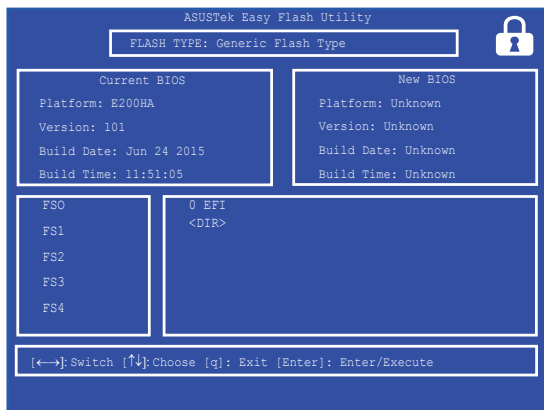 ASUSTek Easy Flash Utility
FLASH TYPE: Generic Flash Type
Current BIOS
Platform: E200HA
Version: 101
Build Date: Jun 24 2015
Build Time: 11:51:05
New BIOS
Platform: Unknown
Version: Unknown
Build Date: Unknown
Build Time: Unknown
FSO
FS1
FS2
FS3
FS4
0 EFI
<DIR>
[←→]: Switch [↑↓]: Choose [q]: Exit [Enter]: Enter/Execute